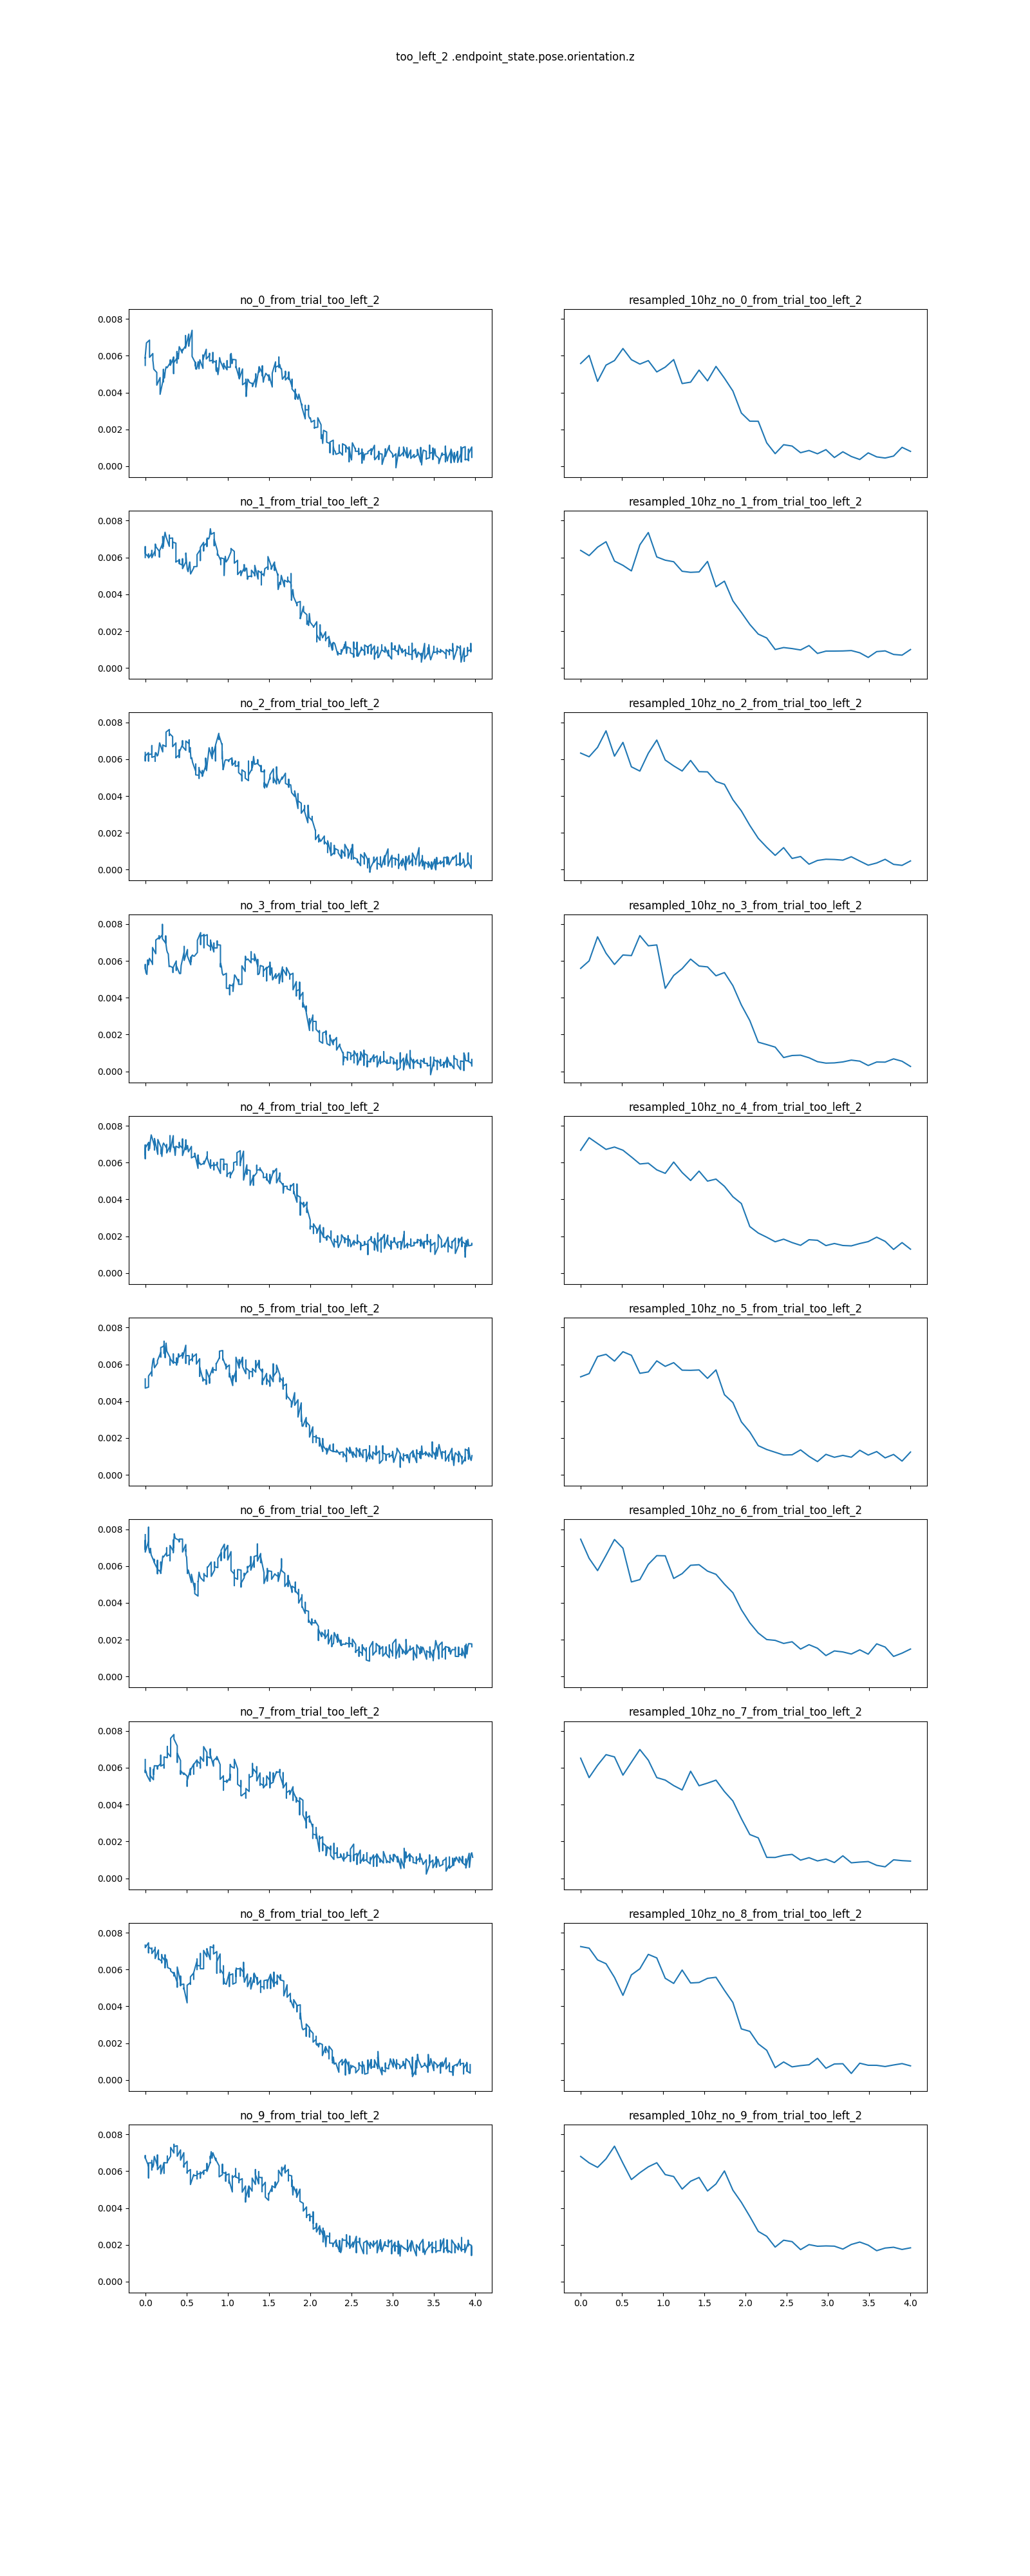 too_left_2 .endpoint_state.pose.orientation.z
no_0_from_trial_too_left_2
resampled_10hz_no_0_from_trial_too_left_2
0.008
0.006
0.004
0.002
0.000
no_1_from_trial_too_left_2
resampled_10hz_no_1_from_trial_too_left_2
0.008
0.006
0.004
0.002
0.000
no_2_from_trial_too_left_2
resampled_10hz_no_2_from_trial_too_left_2
0.008
0.006
0.004
0.002
0.000
no_3_from_trial_too_left_2
resampled_10hz_no_3_from_trial_too_left_2
0.008
0.006
0.004
0.002
0.000
no_4_from_trial_too_left_2
resampled_10hz_no_4_from_trial_too_left_2
0.008
0.006
0.004
0.002
0.000
no_5_from_trial_too_left_2
resampled_10hz_no_5_from_trial_too_left_2
0.008
0.006
0.004
0.002
0.000
no_6_from_trial_too_left_2
resampled_10hz_no_6_from_trial_too_left_2
0.008
0.006
0.004
0.002
0.000
no_7_from_trial_too_left_2
resampled_10hz_no_7_from_trial_too_left_2
0.008
0.006
0.004
0.002
0.000
no_8_from_trial_too_left_2
resampled_10hz_no_8_from_trial_too_left_2
0.008
0.006
0.004
0.002
0.000
no_9_from_trial_too_left_2
resampled_10hz_no_9_from_trial_too_left_2
0.008
0.006
0.004
0.002
0.000
0.0 0.5 1.0 1.5 2.0 2.5 3.0 3.5 4.0
0.0 0.5 1.0 1.5 2.0 2.5 3.0 3.5 4.0